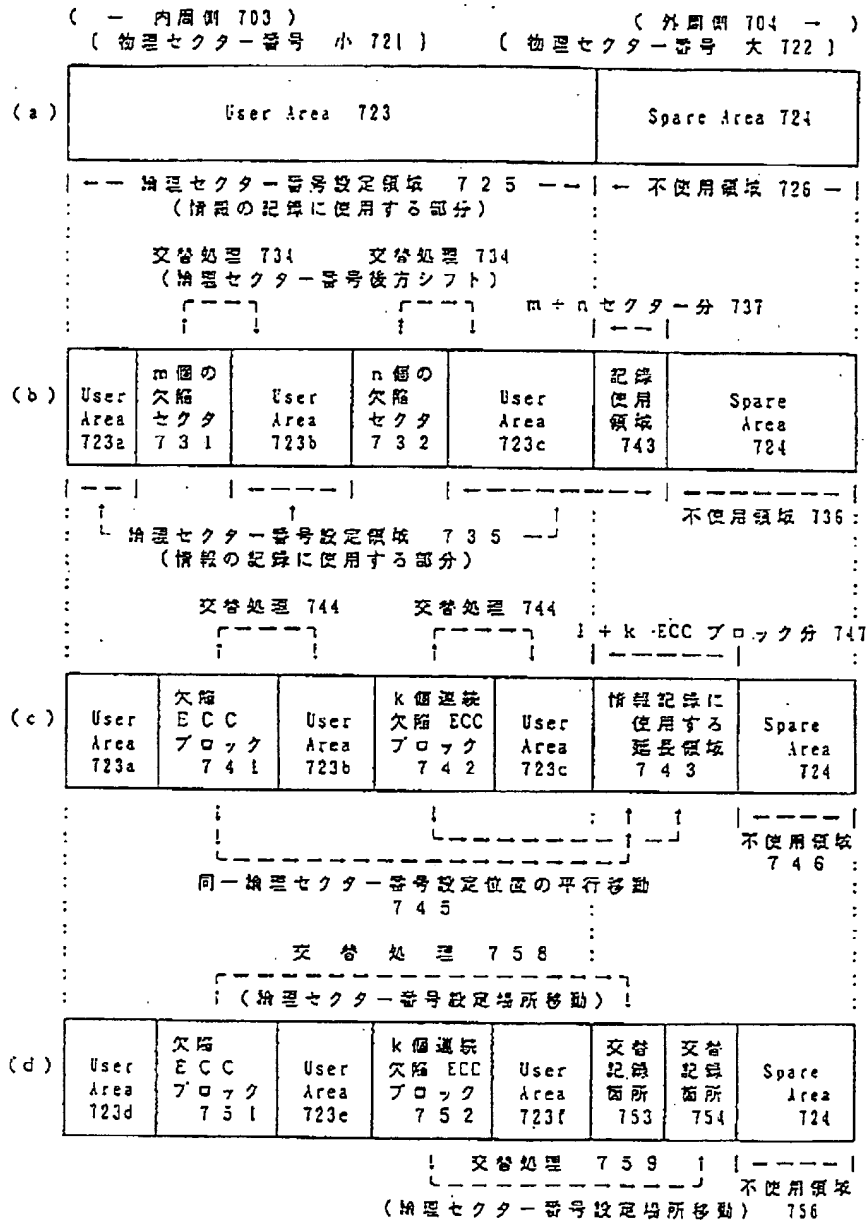 ( ← 内周側 703 )
( 外周側 704 → )
( 物理セクター番号 小 721 )
( 物理セクター番号 大 722 )
(a)
User Area 723
Spare Area 724
論理セクター番号設定領域 725
不使用領域 726
(情報の記録に使用する部分)
交替処理 734
交替処理 734
(論理セクター番号後方シフト)
m+nセクター分 737
(b)
User
Area
723a
m個の
欠陥
セクタ
731
User
Area
723b
n個の
欠陥
セクタ
732
User
Area
723c
記録
使用
領域
743
Spare
Area
724
論理セクター番号設定領域 735
不使用領域 736
(情報の記録に使用する部分)
交替処理 744
交替処理 744
1+k ECC ブロック分 747
(c)
User
Area
723a
欠陥
ECC
ブロック
741
User
Area
723b
k個連続
欠陥 ECC
ブロック
742
User
Area
723c
情報記録に
使用する
延長領域
743
Spare
Area
724
不使用領域
746
同一論理セクター番号設定位置の平行移動
745
交替処理 758
(論理セクター番号設定場所移動)
(d)
User
Area
723d
欠陥
ECC
ブロック
751
User
Area
723e
k個連続
欠陥 ECC
ブロック
752
User
Area
723f
交替
記録
箇所
753
交替
記録
箇所
754
Spare
Area
724
交替処理 759
不使用領域
(論理セクター番号設定場所移動)
756